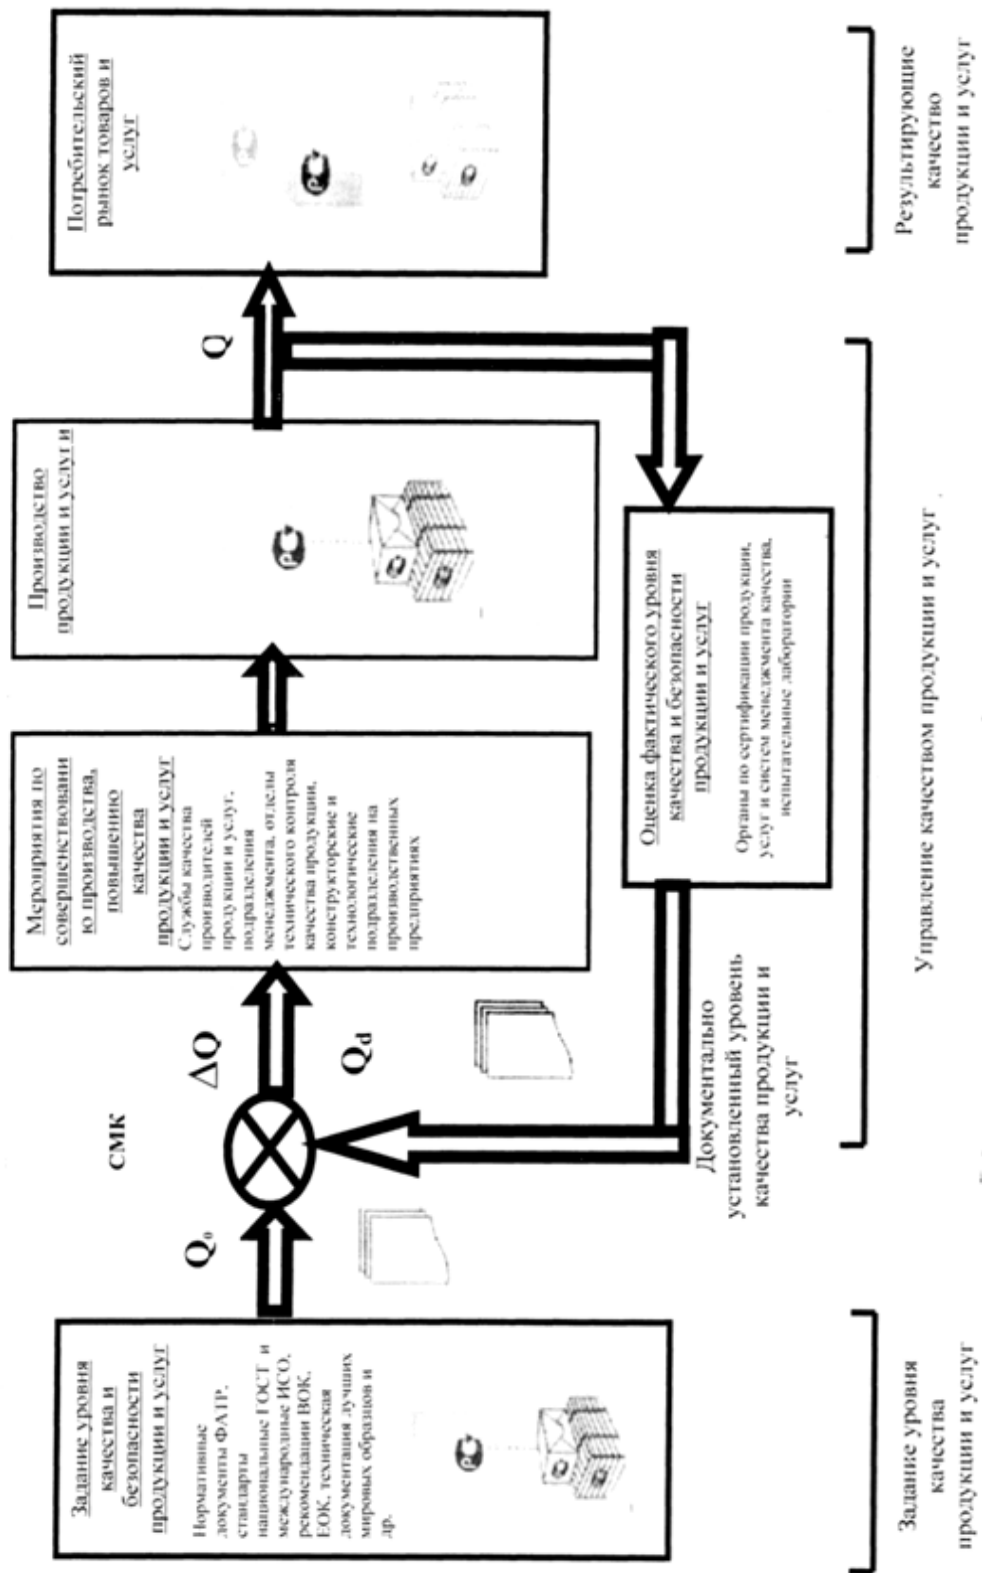 Задание уровня
качества и
безопасности
продукции и услуг
Нормативные
документы ФАТР,
стандарты
национальные ГОСТ и
международные ИСО,
рекомендации ВОК,
ЕОК, техническая
документация лучших
мировых образцов и
др.
Q₀
СМК
ΔQ
Qd
Мероприятия по
совершенствовани
ю производства,
повышению
качества
продукции и услуг
Службы качества
производителей
продукции и услуг,
подразделения
менеджмента, отделы
технического контроля
качества продукции,
конструкторские и
технологические
подразделения на
производственных
предприятиях
Производство
продукции и услуг и
Q
Потребительский
рынок товаров и
услуг
Оценка фактического уровня
качества и безопасности
продукции и услуг
Органы по сертификации продукции,
услуг и систем менеджмента качества,
испытательные лаборатории
Документально
установленный уровень
качества продукции и
услуг
Задание уровня
качества
продукции и услуг
Управление качеством продукции и услуг
Результирующие
качество
продукции и услуг